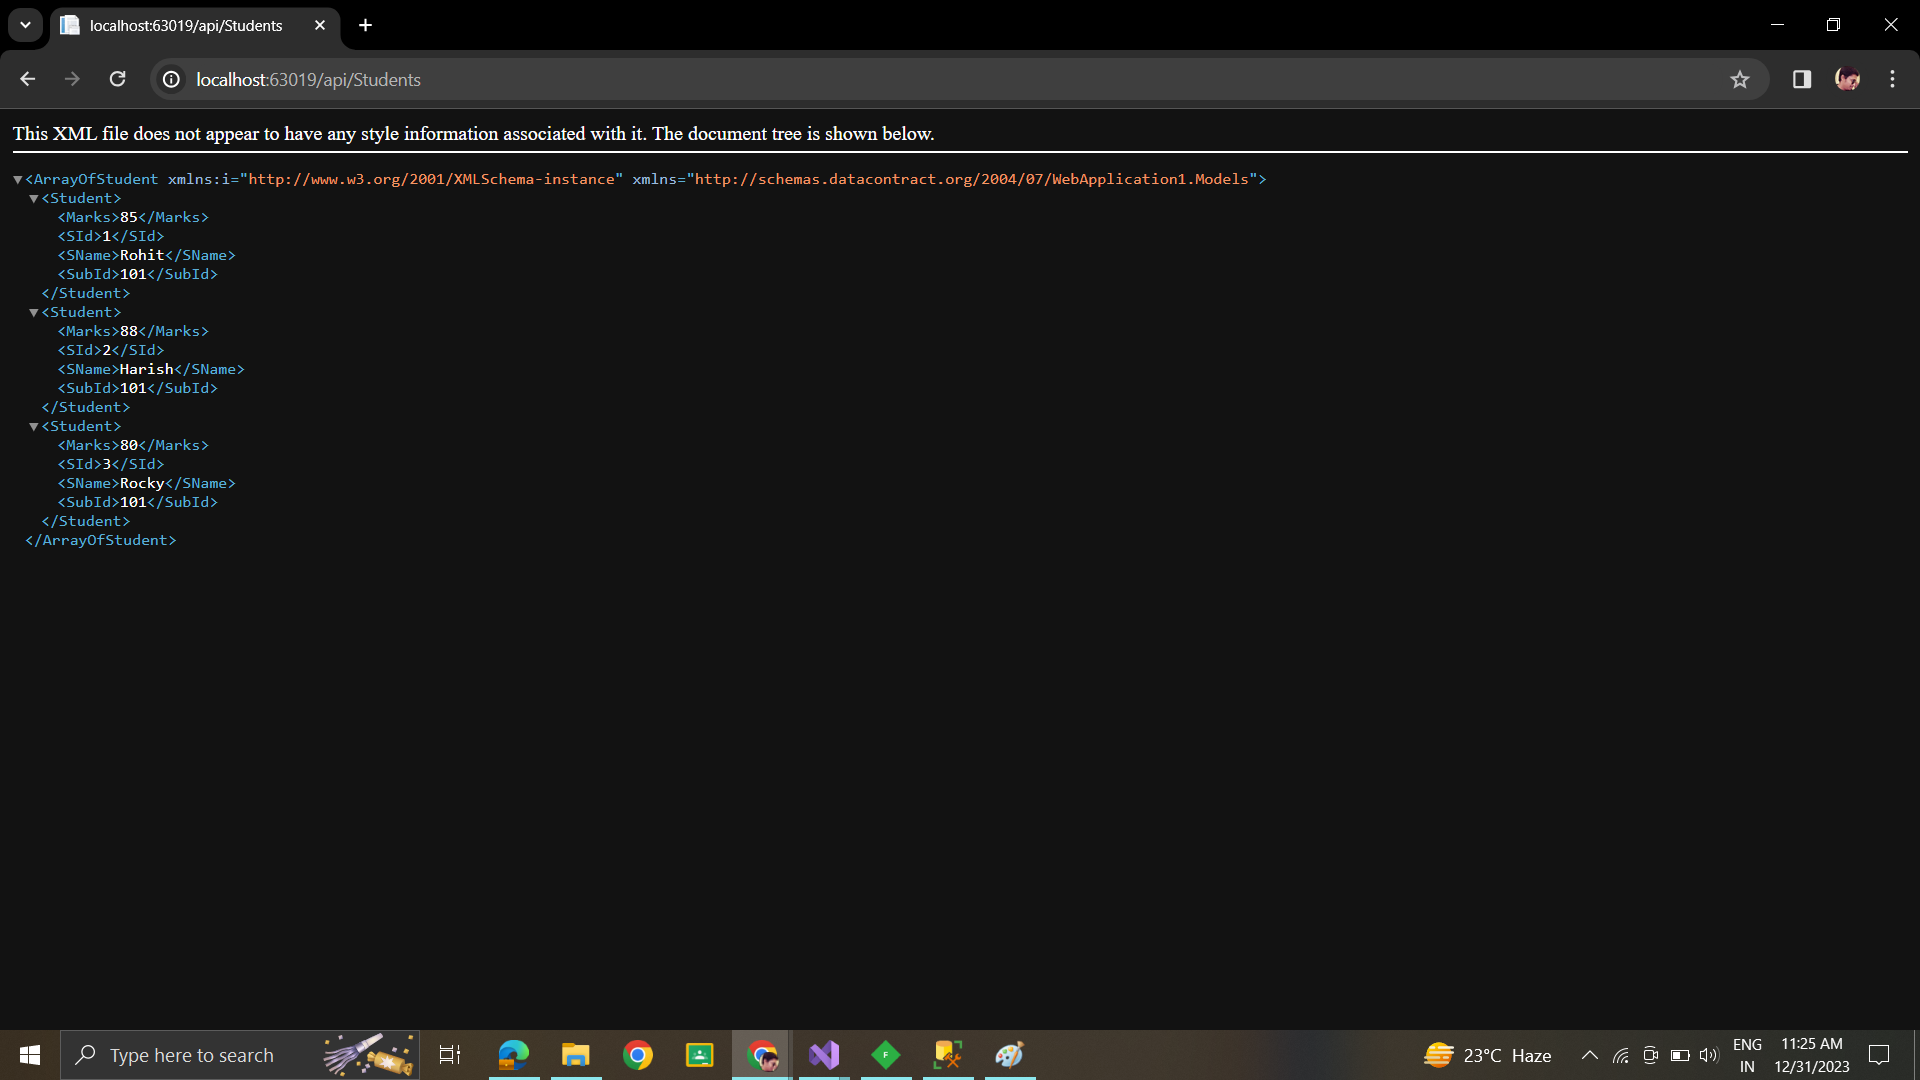 localhost:63019/api/Students
localhost:63019/api/Students
This XML file does not appear to have any style information associated with it. The document tree is shown below.
<ArrayOfStudent xmlns:i="http://www.w3.org/2001/XMLSchema-instance" xmlns="http://schemas.datacontract.org/2004/07/WebApplication1.Models">
<Student>
<Marks>85</Marks>
<SId>1</SId>
<SName>Rohit</SName>
<SubId>101</SubId>
</Student>
<Student>
<Marks>88</Marks>
<SId>2</SId>
<SName>Harish</SName>
<SubId>101</SubId>
</Student>
<Student>
<Marks>80</Marks>
<SId>3</SId>
<SName>Rocky</SName>
<SubId>101</SubId>
</Student>
</ArrayOfStudent>
Type here to search
F
23°C Haze
ENG
IN
11:25 AM
12/31/2023